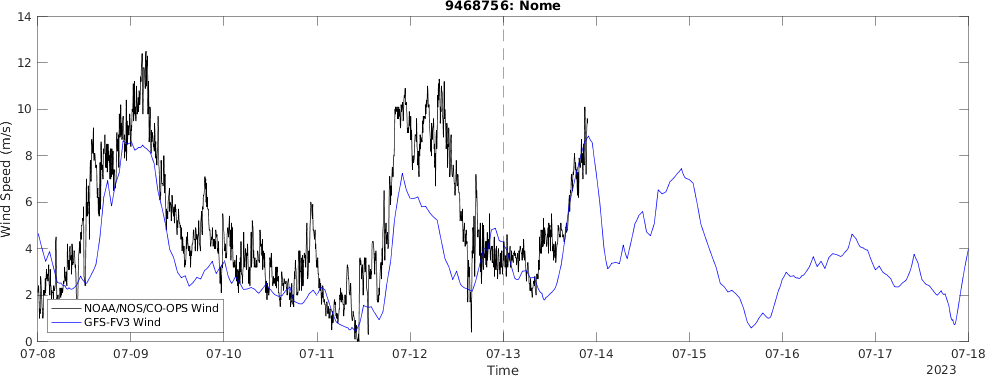 9468756: Nome
Wind Speed (m/s)
14
12
10
8
6
4
2
0
NOAA/NOS/CO-OPS Wind
GFS-FV3 Wind
07-08 07-09 07-10 07-11 07-12 07-13 07-14 07-15 07-16 07-17 07-18
Time
2023